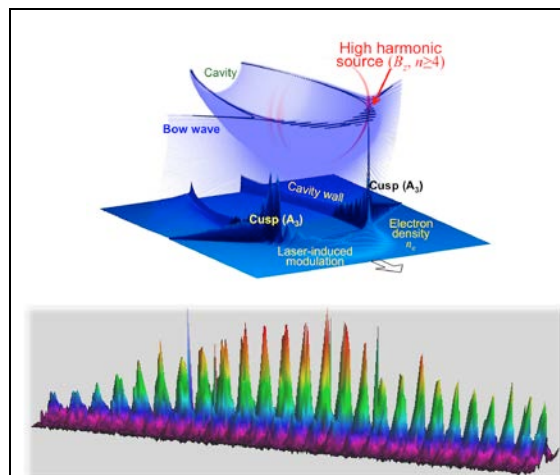 High harmonic
source (Bz, n≥4)
Cavity
Bow wave
Cusp (A3)
Cavity wall
Cusp (A3)
Electron
density
ne
Laser-induced
modulation